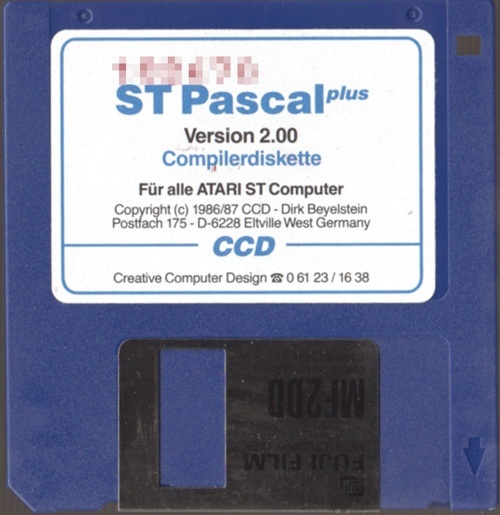 ST Pascal plus
Version 2.00
Compilerdiskette
Für alle ATARI ST Computer
Copyright (c) 1986/87 CCD - Dirk Beyelstein
Postfach 175 - D-6228 Eltville West Germany
CCD
Creative Computer Design ☎ 0 61 23 / 16 38
MF2DD
FUJI FILM